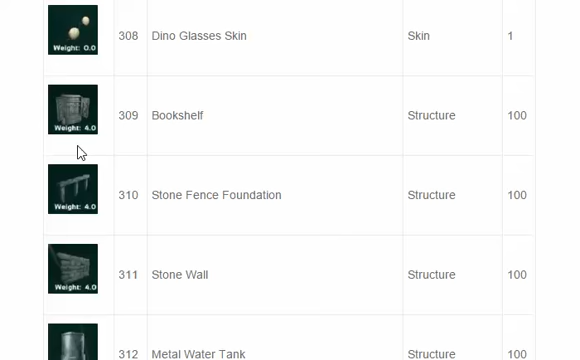 308 Dino Glasses Skin Skin 1
Weight: 0.0
309 Bookshelf Structure 100
Weight: 4.0
310 Stone Fence Foundation Structure 100
Weight: 4.0
311 Stone Wall Structure 100
Weight: 4.0
312 Metal Water Tank Structure 100